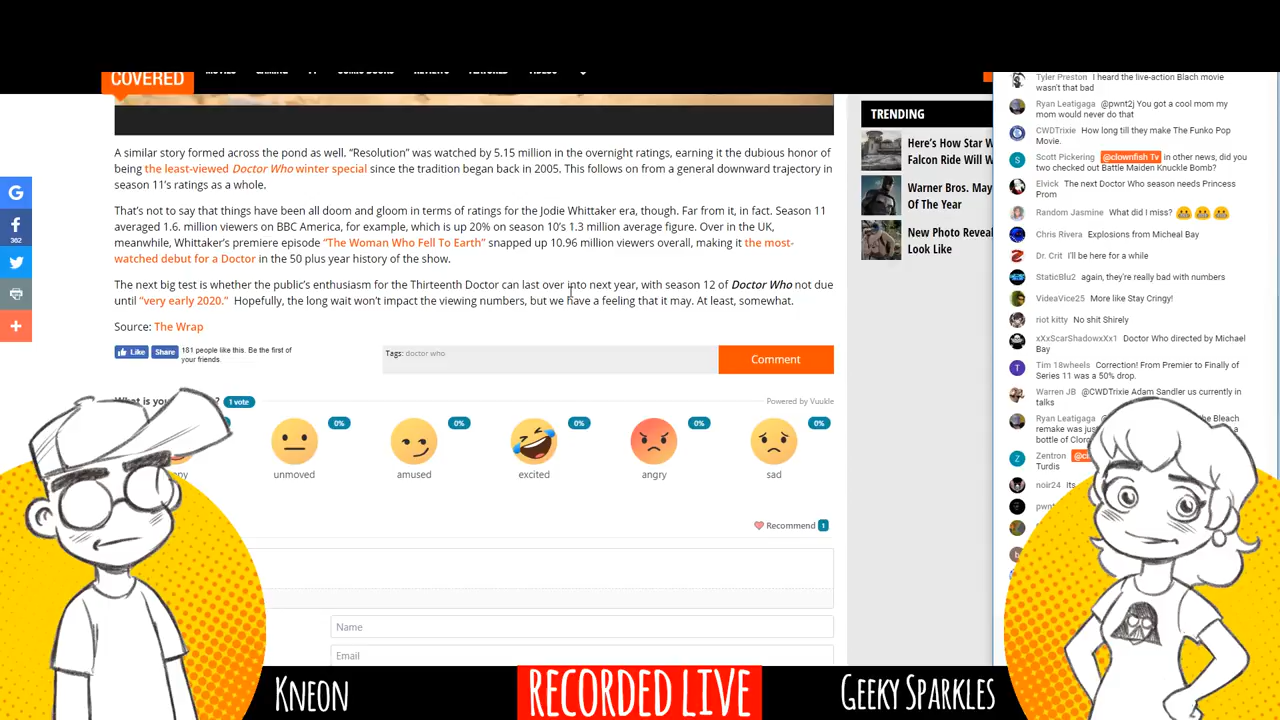 COVERED
A similar story formed across the pond as well. “Resolution” was watched by 5.15 million in the overnight ratings, earning it the dubious honor of
the least-viewed Doctor Who winter special since the tradition began back in 2005. This follows on from a general downward trajectory in
season 11’s ratings as a whole.
That’s not to say that things have been all doom and gloom in terms of ratings for the Jodie Whittaker era, though. Far from it, in fact. Season 11
averaged 1.6. million viewers on BBC America, for example, which is up 20% on season 10’s 1.3 million average figure. Over in the UK,
meanwhile, Whittaker’s premiere episode “The Woman Who Fell To Earth” snapped up 10.96 million viewers overall, making it the most-
watched debut for a Doctor in the 50 plus year history of the show.
The next big test is whether the public’s enthusiasm for the Thirteenth Doctor can last over into next year, with season 12 of Doctor Who not due
until “very early 2020.” Hopefully, the long wait won’t impact the viewing numbers, but we have a feeling that it may. At least, somewhat.
Source: The Wrap
Like Share 181 people like this. Be the first of
your friends.
Tags: doctor who
Comment
What is you
1 vote
Powered by Vuukle
0% 0% 0% 0% 0%
unmoved amused excited angry sad
Recommend 1
Name
Email
362
TRENDING
Here’s How Star W
Falcon Ride Will W
Warner Bros. May
Of The Year
New Photo Reveal
Look Like
Tyler Preston I heard the live-action Blach movie
wasn't that bad
Ryan Leatigaga @pwnt2j You got a cool mom my
mom would never do that
CWDTrixie How long till they make The Funko Pop
Movie.
Scott Pickering @clownfish Tv in other news, did you
two checked out Battle Maiden Knuckle Bomb?
Elvick The next Doctor Who season needs Princess
Prom
Random Jasmine What did I miss?
Chris Rivera Explosions from Micheal Bay
Dr. Crit I'll be here for a while
StaticBlu2 again, they're really bad with numbers
VideaVice25 More like Stay Cringy!
riot kitty No shit Shirely
xXxScarShadowxXx1 Doctor Who directed by Michael
Bay
Tim 18wheels Correction! From Premier to Finally of
Series 11 was a 50% drop.
Warren JB @CWDTrixie Adam Sandler us currently in
talks
Ryan Leatigaga the Bleach
remake was jus
bottle of Cloro
Zentron
Turdis
noir24 Its
KNEON
RECORDED LIVE
GEEKY SPARKLES